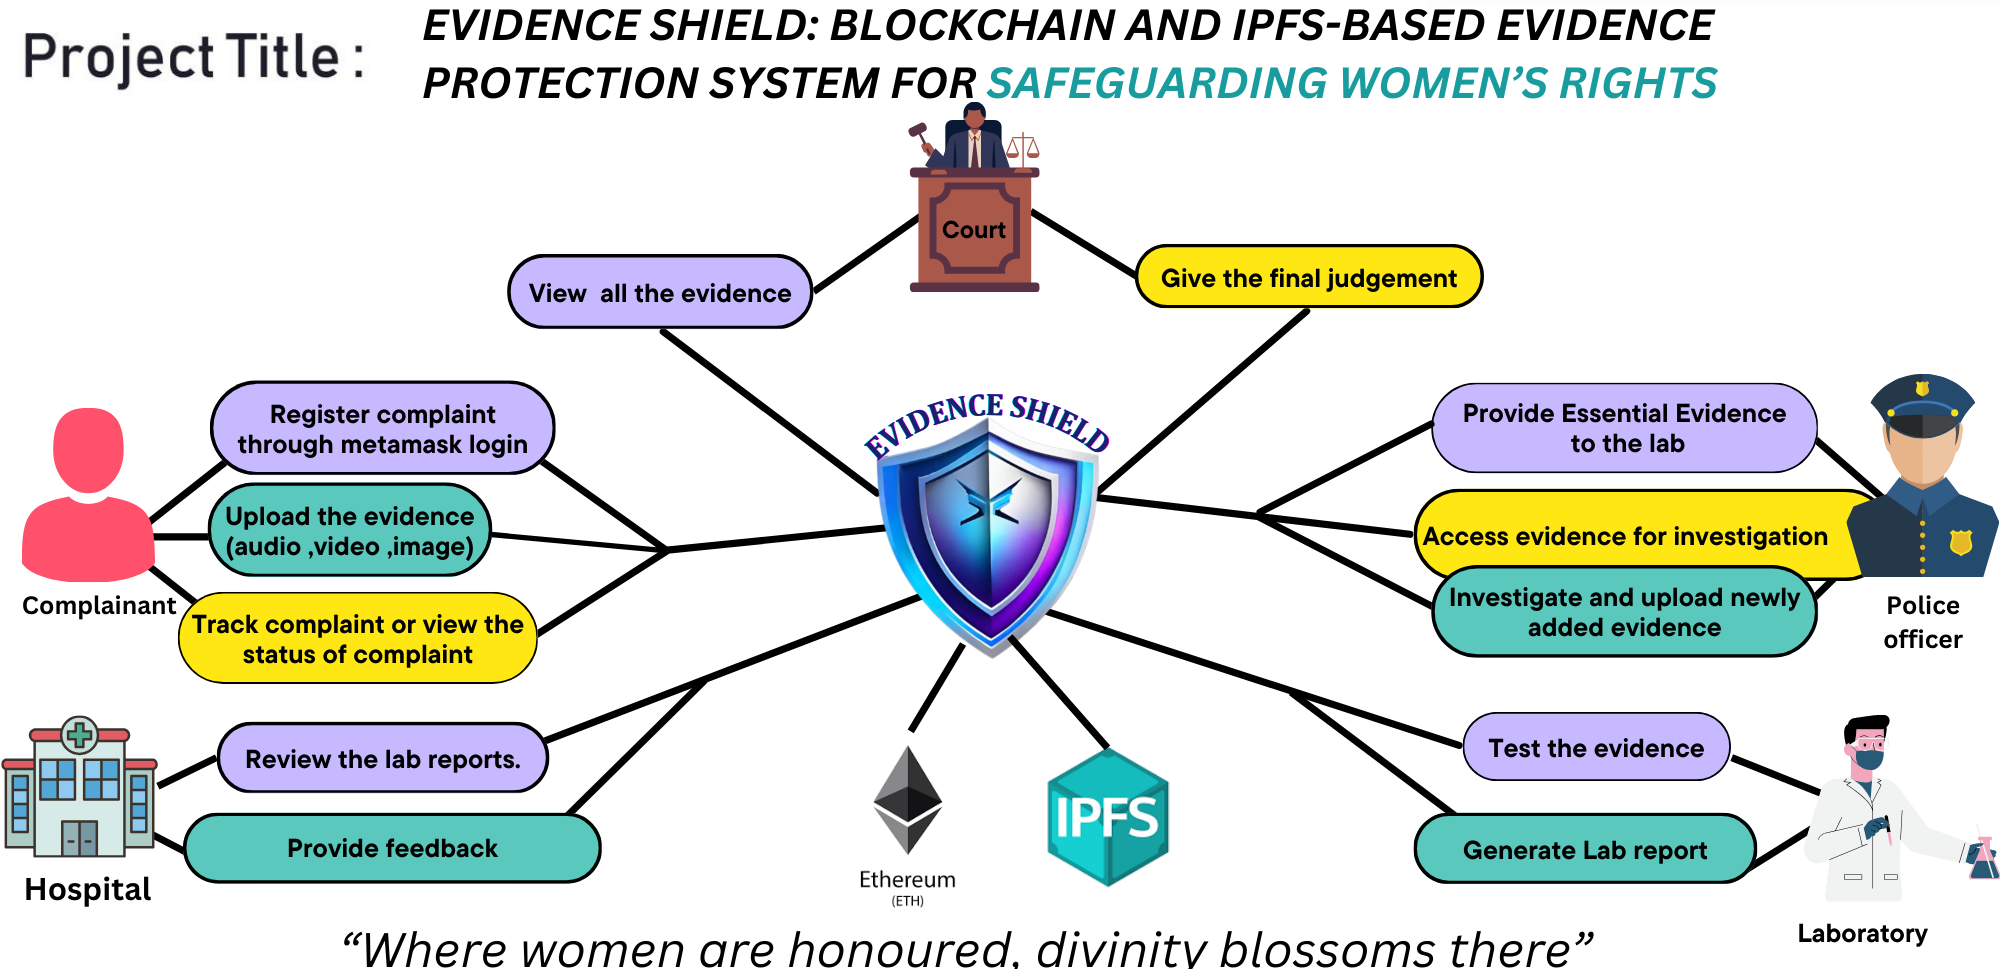 Project Title :
EVIDENCE SHIELD: BLOCKCHAIN AND IPFS-BASED EVIDENCE
PROTECTION SYSTEM FOR SAFEGUARDING WOMEN'S RIGHTS
Court
View all the evidence
Give the final judgement
Register complaint
through metamask login
Upload the evidence
(audio ,video ,image)
Track complaint or view the
status of complaint
Complainant
EVIDENCE SHIELD
Provide Essential Evidence
to the lab
Access evidence for investigation
Investigate and upload newly
added evidence
Police
officer
Review the lab reports.
Provide feedback
Hospital
Ethereum
(ETH)
IPFS
Test the evidence
Generate Lab report
Laboratory
“Where women are honoured, divinity blossoms there”